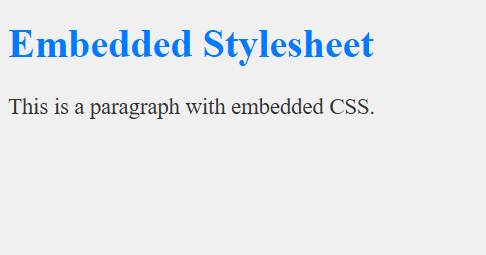 Embedded Stylesheet
This is a paragraph with embedded CSS.